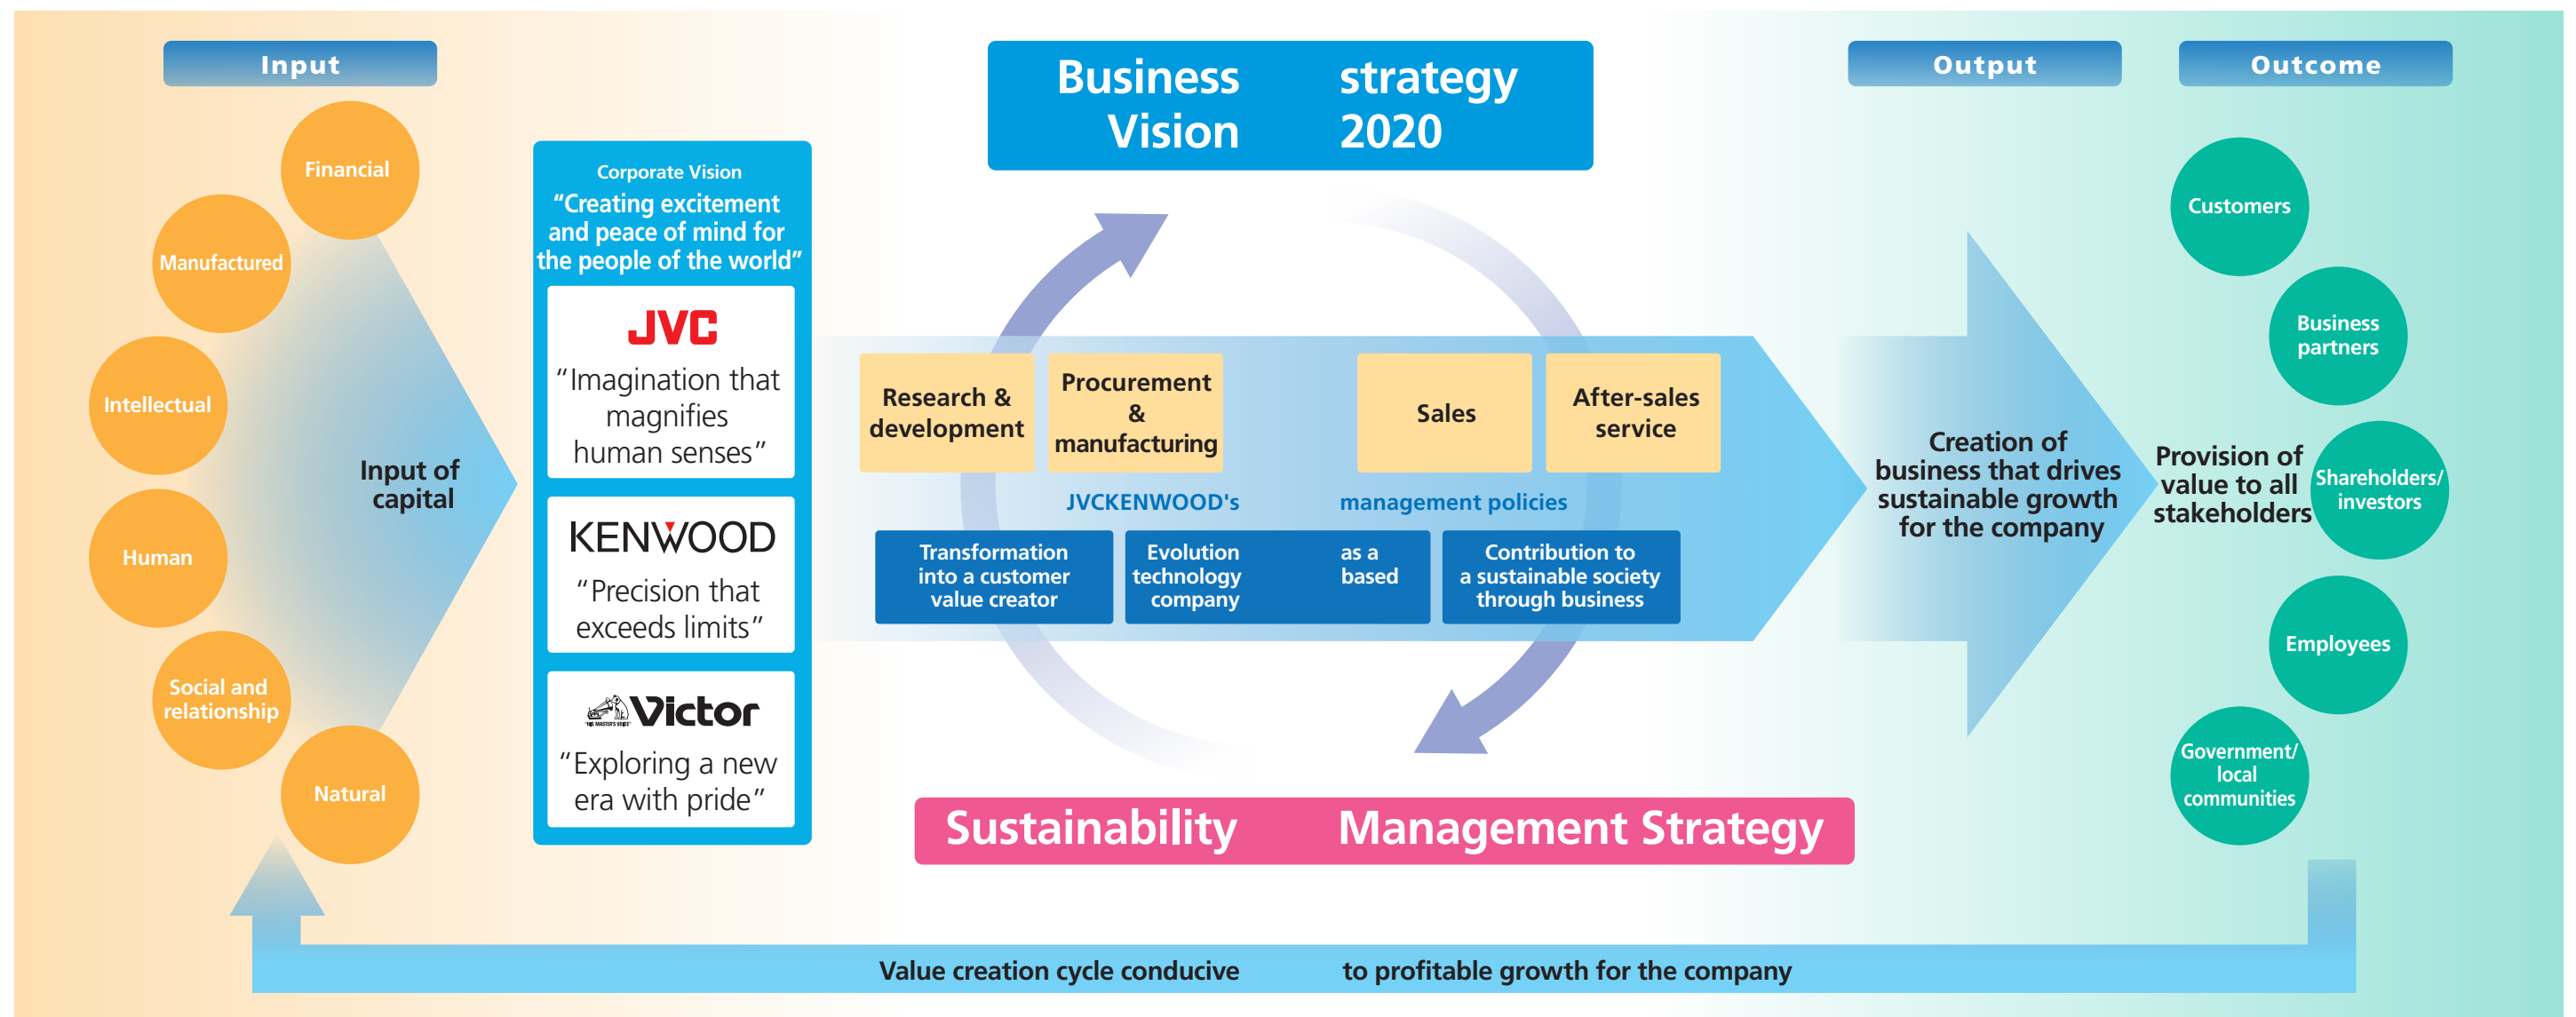 Input
Financial
Manufactured
Intellectual
Human
Social and
relationship
Natural
Input of
capital
Corporate Vision
“Creating excitement
and peace of mind for
the people of the world”
JVC
“Imagination that
magnifies
human senses”
KENWOOD
“Precision that
exceeds limits”
"HIS MASTER'S VOICE"
Victor
“Exploring a new
era with pride”
Business strategy
Vision 2020
Research &
development
Procurement
&
manufacturing
Sales
After-sales
service
JVCKENWOOD's management policies
Transformation
into a customer
value creator
Evolution as a
technology based
company
Contribution to
a sustainable society
through business
Sustainability Management Strategy
Output
Creation of
business that drives
sustainable growth
for the company
Outcome
Provision of
value to all
stakeholders
Customers
Business
partners
Shareholders/
investors
Employees
Government/
local
communities
Value creation cycle conducive to profitable growth for the company